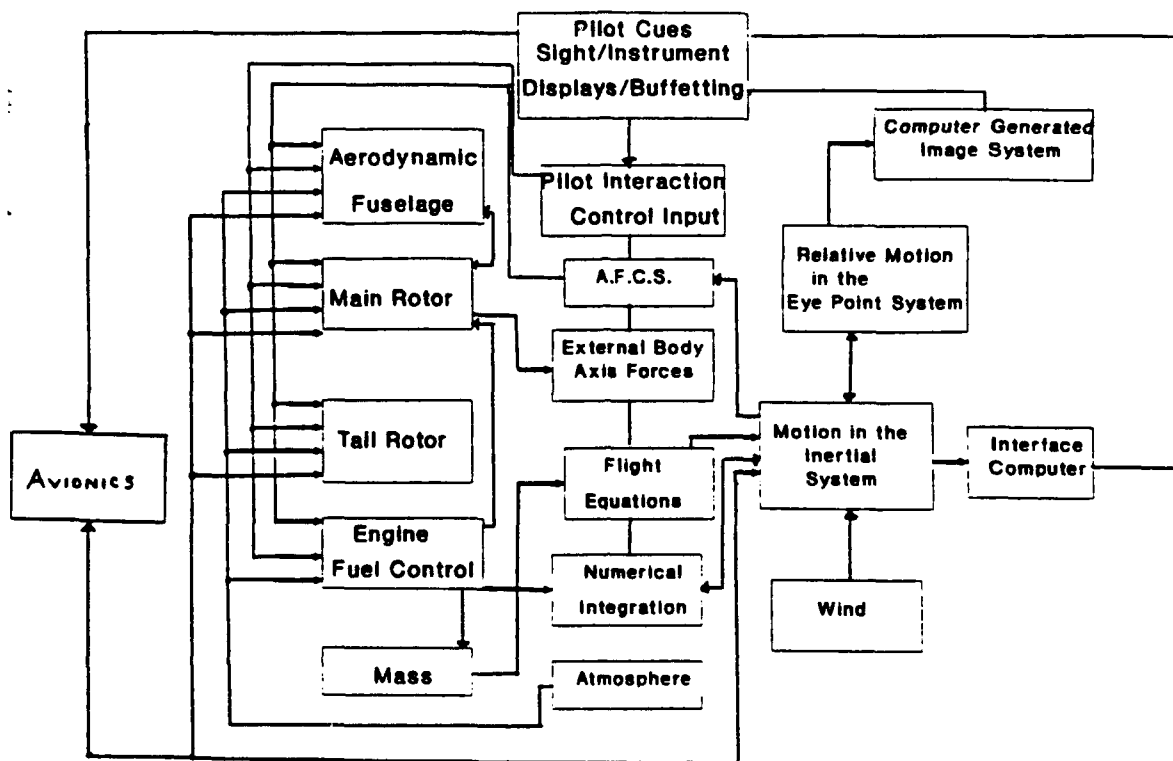 Pilot Cues
Sight/Instrument
Displays/Buffetting
Computer Generated
Image System
Aerodynamic
Fuselage
Pilot Interaction
Control Input
Relative Motion
in the
Eye Point System
A.F.C.S.
Main Rotor
External Body
Axis Forces
Tail Rotor
Motion in the
Inertial
System
Interface
Computer
AVIONICS
Flight
Equations
Engine
Fuel Control
Numerical
Integration
Wind
Mass
Atmosphere